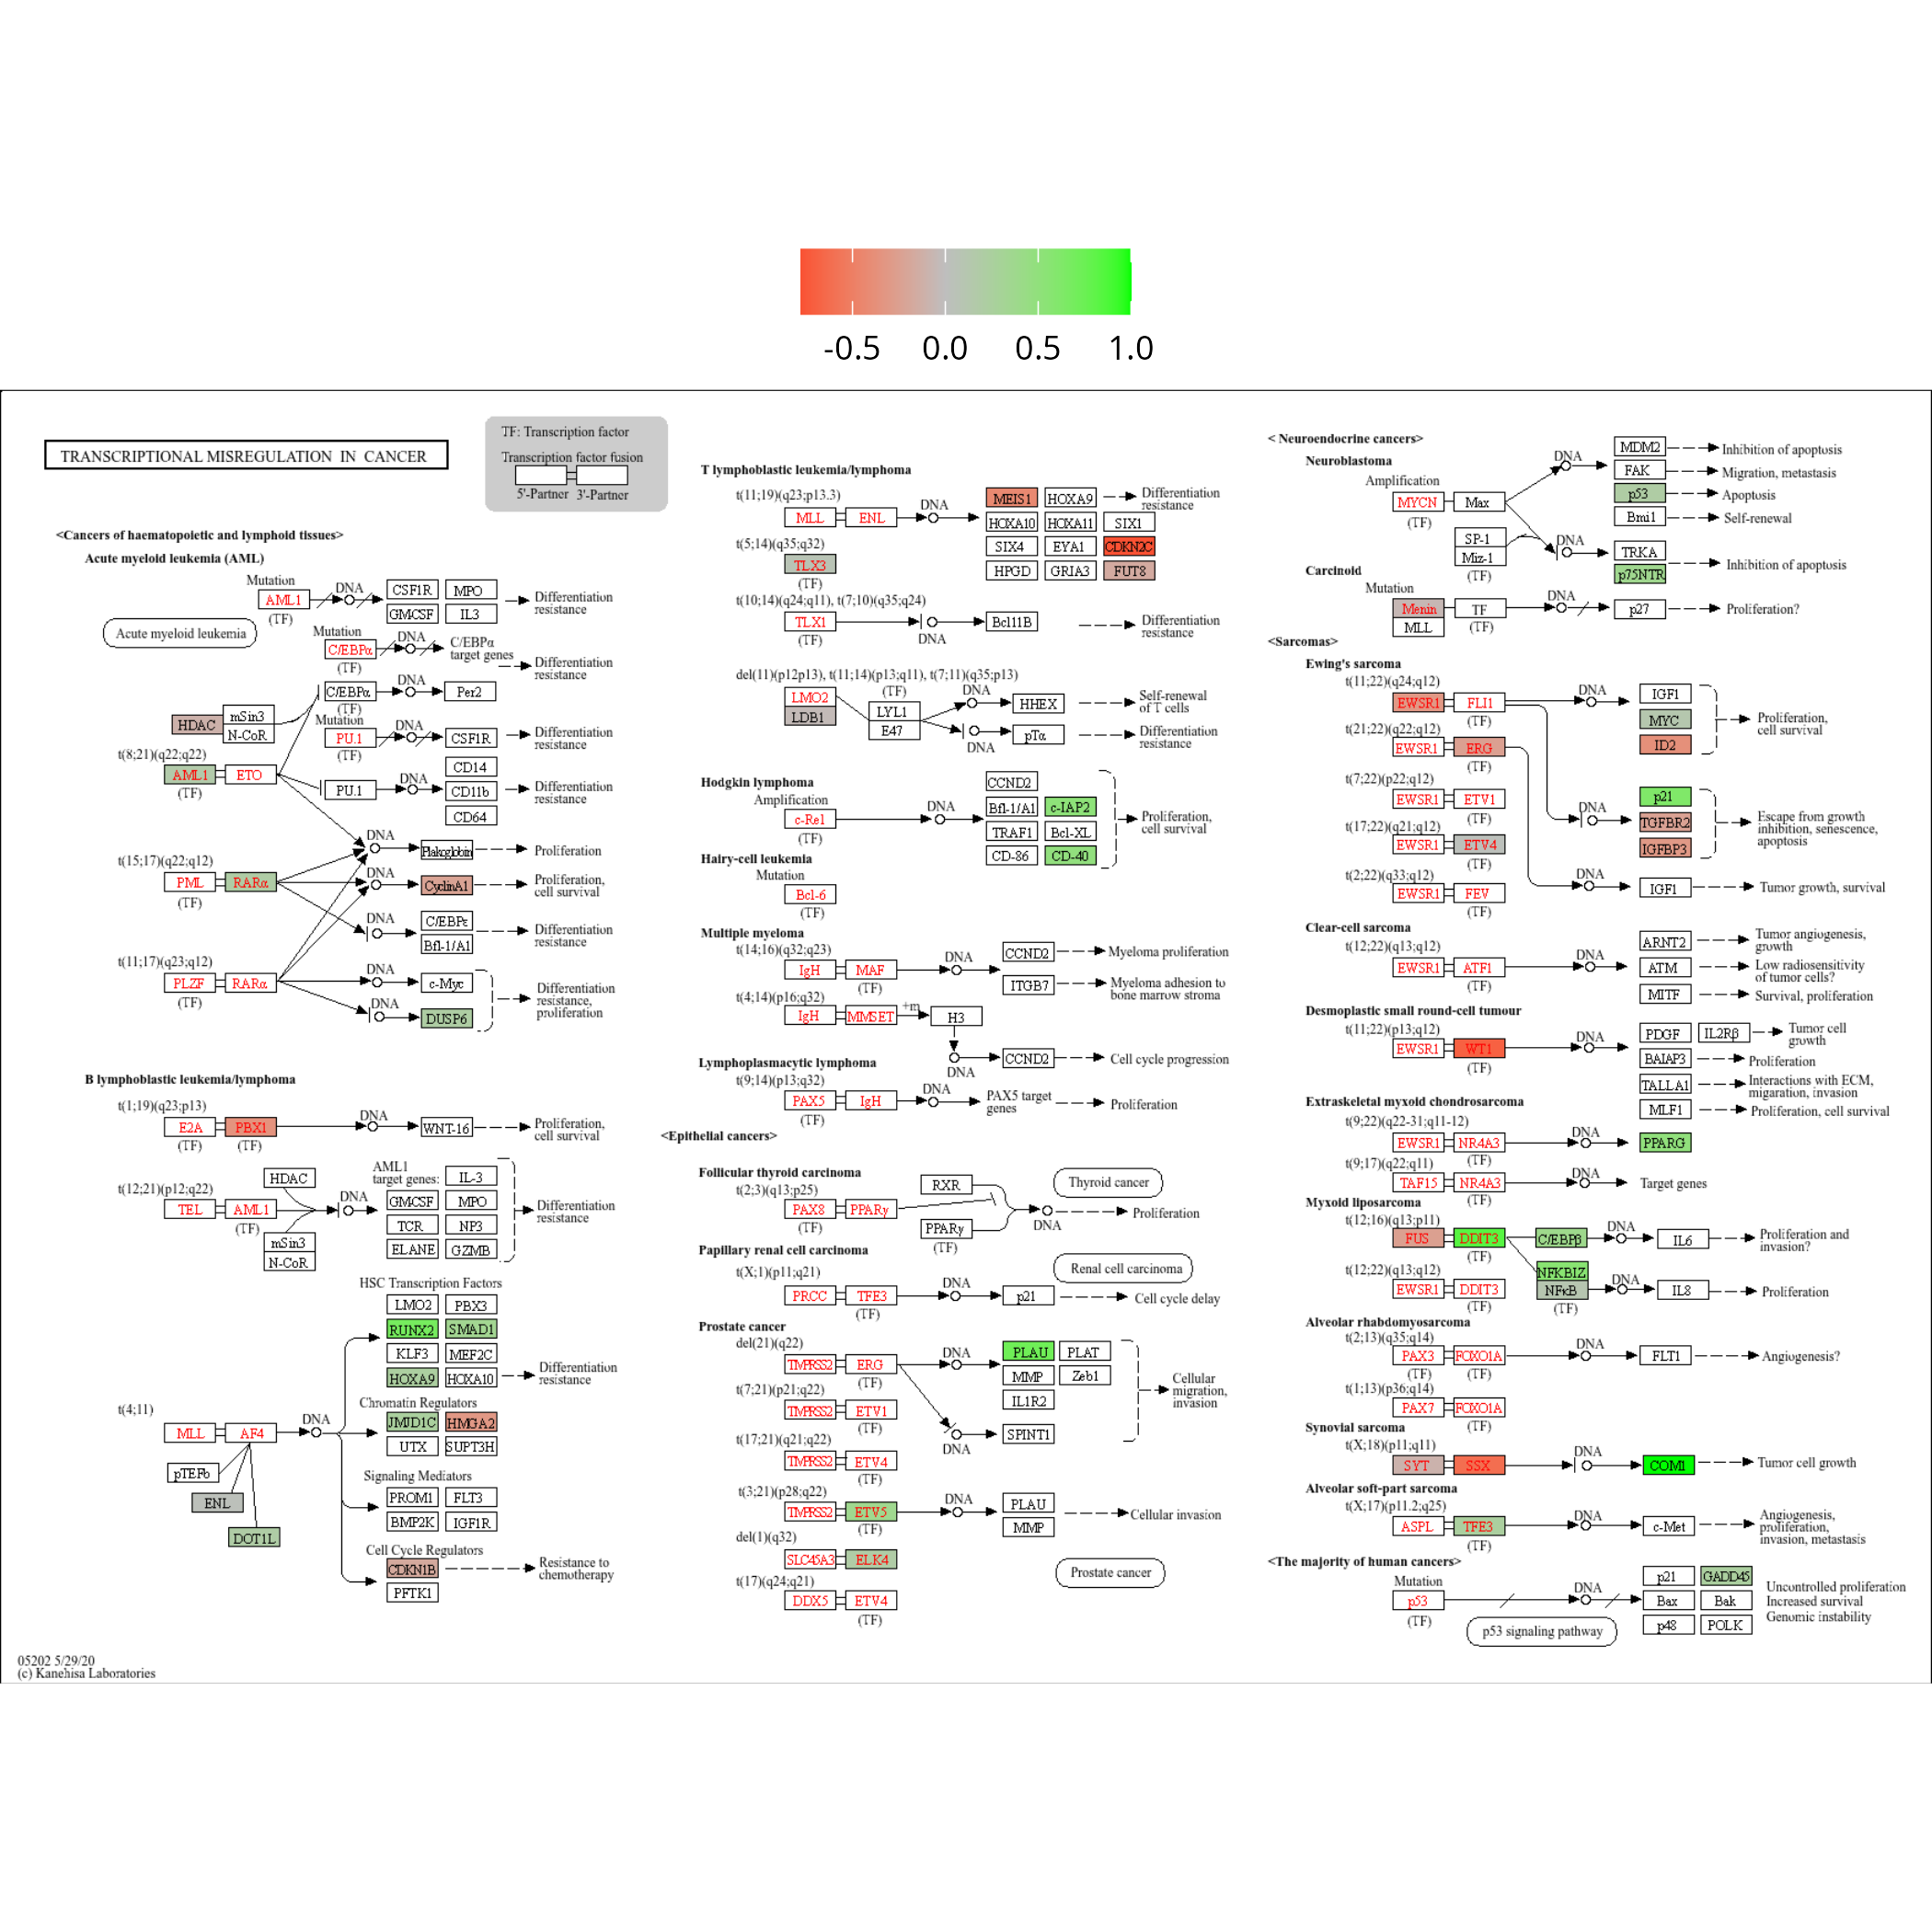 -0.5 0.0 0.5 1.0
TRANSCRIPTIONAL MISREGULATION IN CANCER
TF: Transcription factor
Transcription factor fusion
5'-Partner 3'-Partner
<Cancers of haematopoietic and lymphoid tissues>
Acute myeloid leukemia (AML)
Mutation
AML1
(TF)
DNA
CSF1R MPO
GMCSF IL3
Differentiation
resistance
Acute myeloid leukemia
Mutation
C/EBPα
(TF)
DNA
C/EBPα
target genes
Differentiation
resistance
C/EBPα
(TF)
DNA
Per2
HDAC
mSin3
N-CoR
Mutation
PU.1
(TF)
DNA
CSF1R
Differentiation
resistance
t(8;21)(q22;q22)
AML1 ETO
(TF)
PU.1
DNA
CD14
CD11b
CD64
Differentiation
resistance
DNA
Plakoglobin
Proliferation
t(15;17)(q22;q12)
PML RARα
(TF)
DNA
CyclinA1
Proliferation,
cell survival
DNA
C/EBPε
Bfl-1/A1
Differentiation
resistance
t(11;17)(q23;q12)
PLZF RARα
(TF)
DNA
c-Myc
DNA
DUSP6
Differentiation
resistance,
proliferation
B lymphoblastic leukemia/lymphoma
t(1;19)(q23;p13)
E2A PBX1
(TF) (TF)
DNA
WNT-16
Proliferation,
cell survival
t(12;21)(p12;q22)
TEL AML1
(TF)
HDAC
mSin3
N-CoR
DNA
AML1
target genes:
IL-3
GMCSF MPO
TCR NP3
ELANE GZMB
Differentiation
resistance
HSC Transcription Factors
LMO2 PBX3
RUNX2 SMAD1
KLF3 MEF2C
HOXA9 HOXA10
Differentiation
resistance
Chromatin Regulators
JMJD1C HMGA2
UTX SUPT3H
t(4;11)
MLL AF4
DNA
pTEFb
ENL
DOT1L
Signaling Mediators
PROM1 FLT3
BMP2K IGF1R
Cell Cycle Regulators
CDKN1B
PFTK1
Resistance to
chemotherapy
05202 5/29/20
(c) Kanehisa Laboratories
T lymphoblastic leukemia/lymphoma
t(11;19)(q23;p13.3)
MLL ENL
DNA
MEIS1 HOXA9
HOXA10 HOXA11 SIX1
SIX4 EYA1 CDKN2C
HPGD GRIA3 FUT8
Differentiation
resistance
t(5;14)(q35;q32)
TLX3
(TF)
t(10;14)(q24;q11), t(7;10)(q35;q24)
TLX1
(TF)
DNA
Bcl11B
Differentiation
resistance
del(11)(p12p13), t(11;14)(p13;q11), t(7;11)(q35;p13)
LMO2
LDB1
(TF)
LYL1
E47
DNA
HHEX
Self-renewal
of T cells
DNA
pTα
Differentiation
resistance
Hodgkin lymphoma
Amplification
c-Rel
(TF)
DNA
CCND2
Bfl-1/A1 c-IAP2
TRAF1 Bcl-XL
CD-86 CD-40
Proliferation,
cell survival
Hairy-cell leukemia
Mutation
Bcl-6
(TF)
Multiple myeloma
t(14;16)(q32;q23)
IgH MAF
(TF)
DNA
CCND2
Myeloma proliferation
ITGB7
Myeloma adhesion to
bone marrow stroma
t(4;14)(p16;q32)
IgH MMSET
+m
H3
DNA
CCND2
Cell cycle progression
Lymphoplasmacytic lymphoma
t(9;14)(p13;q32)
PAX5 IgH
(TF)
DNA
PAX5 target
genes
Proliferation
<Epithelial cancers>
Follicular thyroid carcinoma
t(2;3)(q13;p25)
PAX8 PPARγ
(TF)
RXR
PPARγ
(TF)
DNA
Thyroid cancer
Proliferation
Papillary renal cell carcinoma
t(X;1)(p11;q21)
PRCC TFE3
(TF)
DNA
p21
Renal cell carcinoma
Cell cycle delay
Prostate cancer
del(21)(q22)
TMPRSS2 ERG
(TF)
DNA
PLAU PLAT
MMP Zeb1
IL1R2
DNA
SPINT1
Cellular
migration,
invasion
t(7;21)(p21;q22)
TMPRSS2 ETV1
(TF)
t(17;21)(q21;q22)
TMPRSS2 ETV4
(TF)
t(3;21)(p28;q22)
TMPRSS2 ETV5
(TF)
DNA
PLAU
MMP
Cellular invasion
del(1)(q32)
SLC45A3 ELK4
t(17)(q24;q21)
DDX5 ETV4
(TF)
Prostate cancer
< Neuroendocrine cancers>
Neuroblastoma
Amplification
MYCN Max
(TF)
DNA
MDM2 Inhibition of apoptosis
FAK Migration, metastasis
p53 Apoptosis
Bmi1 Self-renewal
SP-1
Miz-1
(TF)
DNA
TRKA
p75NTR
Inhibition of apoptosis
Carcinoid
Mutation
Menin
MLL
TF
(TF)
DNA
p27
Proliferation?
<Sarcomas>
Ewing's sarcoma
t(11;22)(q24;q12)
EWSR1 FLI1
(TF)
DNA
IGF1
MYC
ID2
Proliferation,
cell survival
t(21;22)(q22;q12)
EWSR1 ERG
(TF)
t(7;22)(p22;q12)
EWSR1 ETV1
(TF)
DNA
p21
TGFBR2
IGFBP3
Escape from growth
inhibition, senescence,
apoptosis
t(17;22)(q21;q12)
EWSR1 ETV4
(TF)
t(2;22)(q33;q12)
EWSR1 FEV
(TF)
DNA
IGF1
Tumor growth, survival
Clear-cell sarcoma
t(12;22)(q13;q12)
EWSR1 ATF1
(TF)
DNA
ARNT2
Tumor angiogenesis,
growth
ATM
Low radiosensitivity
of tumor cells?
MITF
Survival, proliferation
Desmoplastic small round-cell tumour
t(11;22)(p13;q12)
EWSR1 WT1
(TF)
DNA
PDGF IL2Rβ
Tumor cell
growth
BAIAP3
Proliferation
TALLA1
Interactions with ECM,
migaration, invasion
MLF1
Proliferation, cell survival
Extraskeletal myxoid chondrosarcoma
t(9;22)(q22-31;q11-12)
EWSR1 NR4A3
(TF)
DNA
PPARG
t(9;17)(q22;q11)
TAF15 NR4A3
(TF)
DNA
Target genes
Myxoid liposarcoma
t(12;16)(q13;p11)
FUS DDIT3
(TF)
C/EBPβ
DNA
IL6
Proliferation and
invasion?
t(12;22)(q13;q12)
EWSR1 DDIT3
(TF)
NFKBIZ
NFκB
(TF)
DNA
IL8
Proliferation
Alveolar rhabdomyosarcoma
t(2;13)(q35;q14)
PAX3 FOXO1A
(TF) (TF)
DNA
FLT1
Angiogenesis?
t(1;13)(p36;q14)
PAX7 FOXO1A
(TF)
Synovial sarcoma
t(X;18)(p11;q11)
SYT SSX
DNA
COM1
Tumor cell growth
Alveolar soft-part sarcoma
t(X;17)(p11.2;q25)
ASPL TFE3
(TF)
DNA
c-Met
Angiogenesis,
proliferation,
invasion, metastasis
<The majority of human cancers>
Mutation
p53
(TF)
DNA
p21 GADD45
Bax Bak
p48 POLK
Uncontrolled proliferation
Increased survival
Genomic instability
p53 signaling pathway